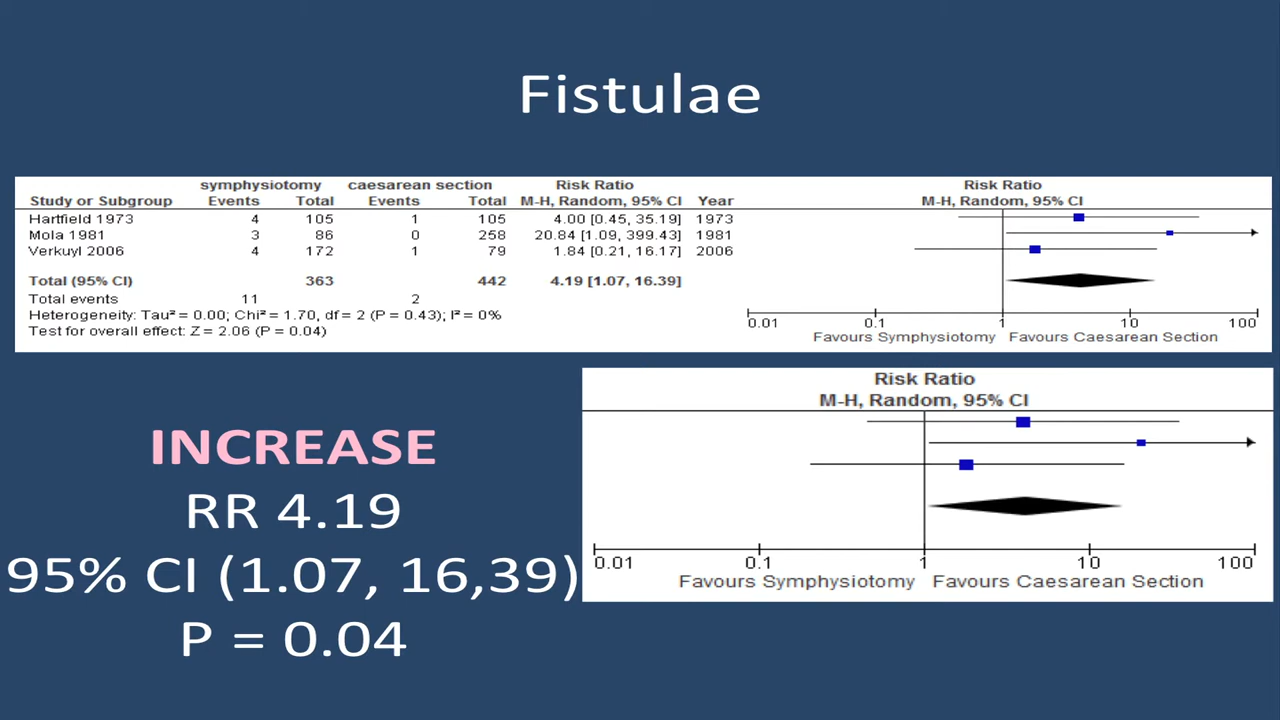 Fistulae
symphysiotomy caesarean section Risk Ratio Risk Ratio
Study or Subgroup Events Total Events Total M-H, Random, 95% CI Year M-H, Random, 95% CI
Hartfield 1973 4 105 1 105 4.00 [0.45, 35.19] 1973
Mola 1981 3 86 0 258 20.84 [1.09, 399.43] 1981
Verkuyl 2006 4 172 1 79 1.84 [0.21, 16.17] 2006
Total (95% CI) 363 442 4.19 [1.07, 16.39]
Total events 11 2
Heterogeneity: Tau² = 0.00; Chi² = 1.70, df = 2 (P = 0.43); I² = 0%
Test for overall effect: Z = 2.06 (P = 0.04)
0.01 0.1 1 10 100
Favours Symphysiotomy Favours Caesarean Section
INCREASE
RR 4.19
95% CI (1.07, 16,39)
P = 0.04
Risk Ratio
M-H, Random, 95% CI
0.01 0.1 1 10 100
Favours Symphysiotomy Favours Caesarean Section